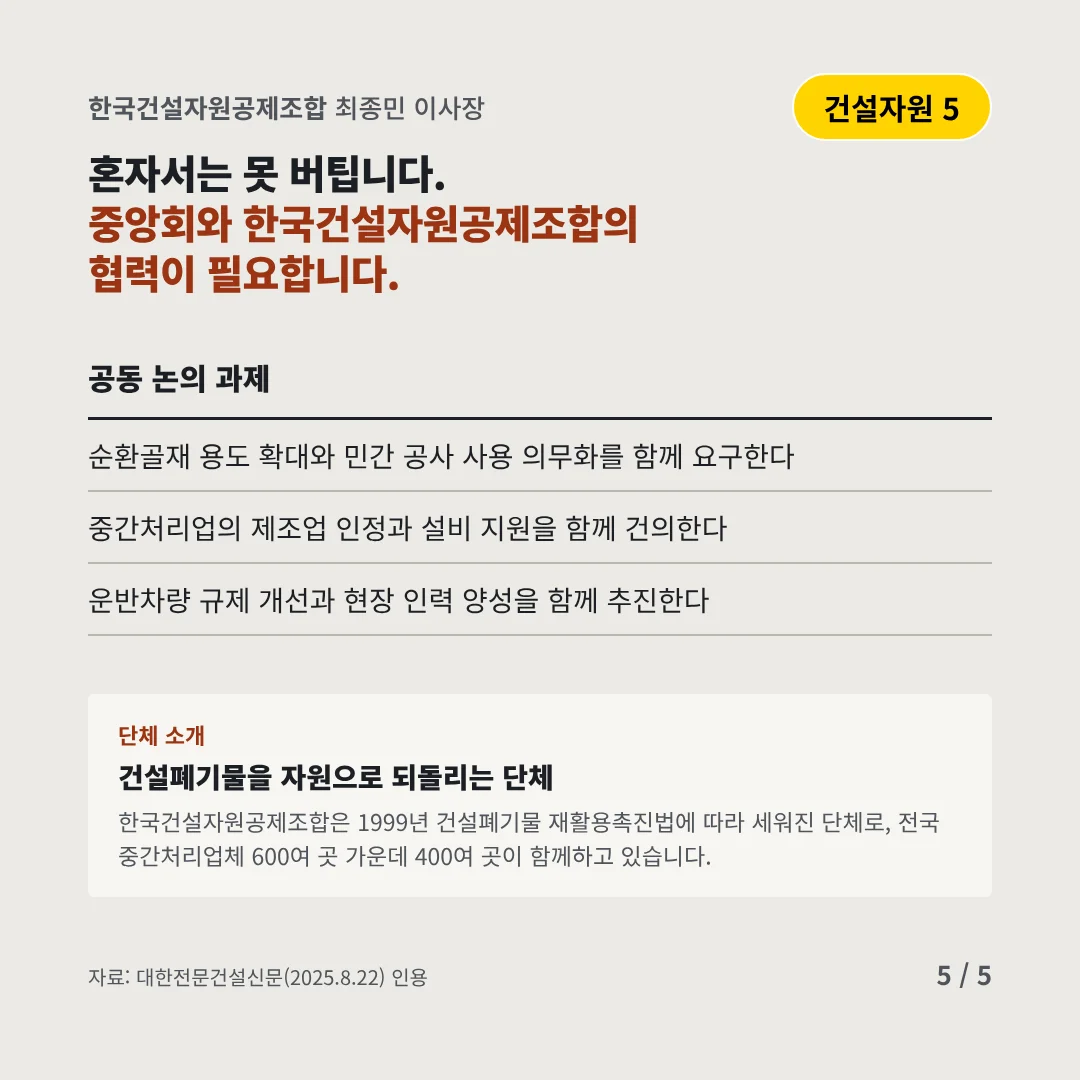 한국건설자원공제조합 최종민 이사장
건설자원 5
혼자서는 못 버팁니다.
중앙회와 한국건설자원공제조합의
협력이 필요합니다.
공동 논의 과제
순환골재 용도 확대와 민간 공사 사용 의무화를 함께 요구한다
중간처리업의 제조업 인정과 설비 지원을 함께 건의한다
운반차량 규제 개선과 현장 인력 양성을 함께 추진한다
단체 소개
건설폐기물을 자원으로 되돌리는 단체
한국건설자원공제조합은 1999년 건설폐기물 재활용촉진법에 따라 세워진 단체로, 전국
중간처리업체 600여 곳 가운데 400여 곳이 함께하고 있습니다.
자료: 대한전문건설신문(2025.8.22) 인용
5 / 5